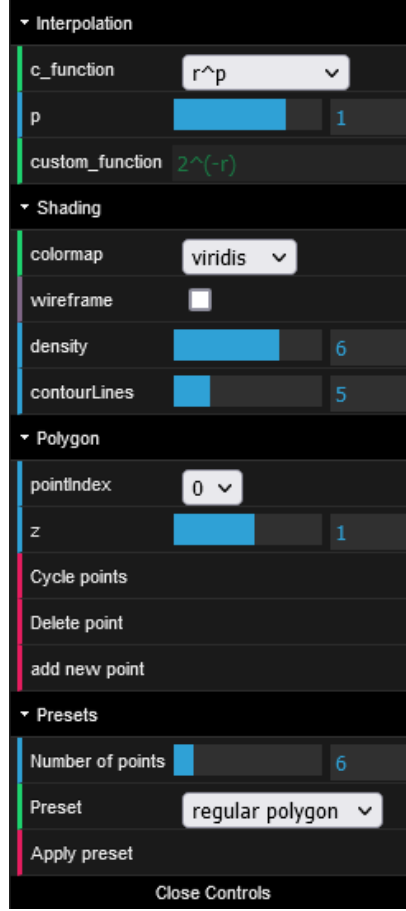 Interpolation
c_function r^p
p 1
custom_function 2^(-r)
Shading
colormap viridis
wireframe
density 6
contourLines 5
Polygon
pointIndex 0
z 1
Cycle points
Delete point
add new point
Presets
Number of points 6
Preset regular polygon
Apply preset
Close Controls